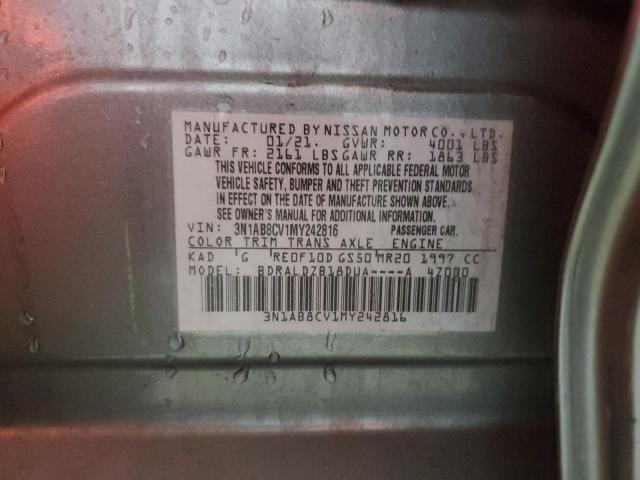 MANUFACTURED BY NISSAN MOTOR CO., LTD.
DATE: 01/21. GVWR: 4001 LBS
GAWR FR: 2161 LBS GAWR RR: 1863 LBS
THIS VEHICLE CONFORMS TO ALL APPLICABLE FEDERAL MOTOR
VEHICLE SAFETY, BUMPER AND THEFT PREVENTION STANDARDS
IN EFFECT ON THE DATE OF MANUFACTURE SHOWN ABOVE.
SEE OWNER'S MANUAL FOR ADDITIONAL INFORMATION.
VIN: 3N1AB8CV1MY242816 PASSENGER CAR.
COLOR TRIM TRANS AXLE ENGINE
KAD G RE0F10D GS50 MR20 1997 CC
MODEL: BDRALDZB18DUA----A 47000
3N1AB8CV1MY242816